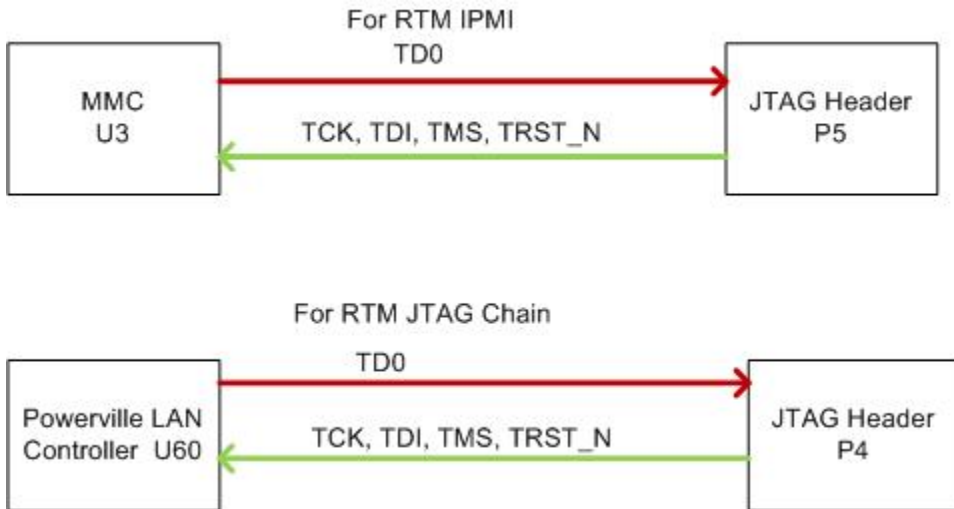 For RTM IPMI
TD0
MMC
U3
JTAG Header
P5
TCK, TDI, TMS, TRST_N
For RTM JTAG Chain
TD0
Powerville LAN
Controller U60
JTAG Header
P4
TCK, TDI, TMS, TRST_N